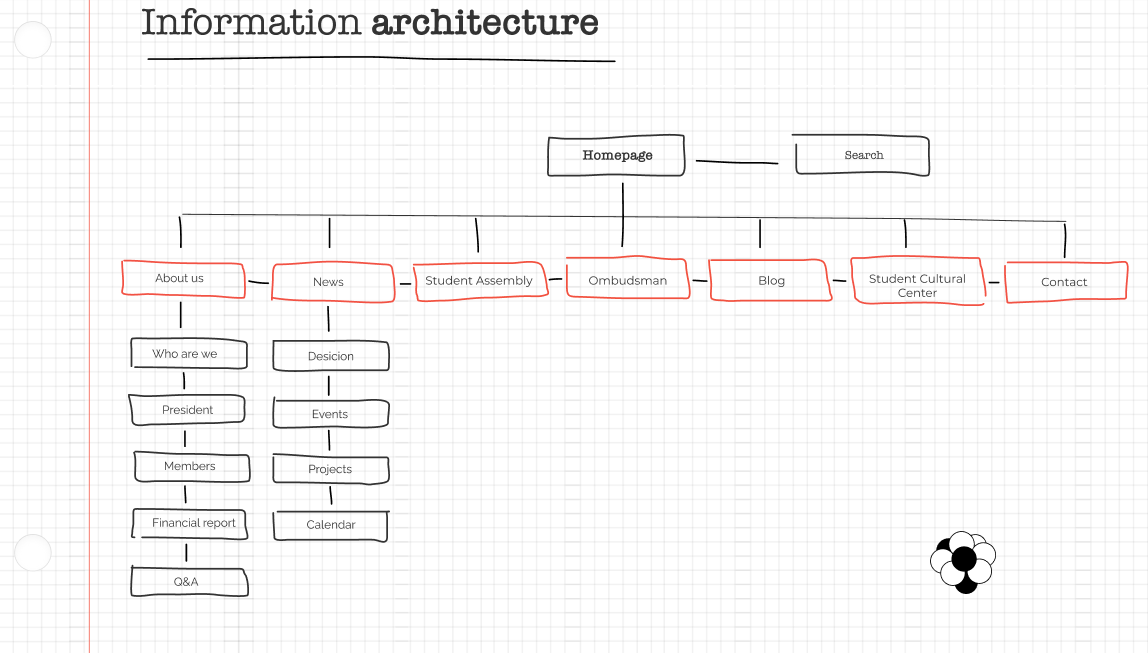 Information architecture
Homepage
Search
About us
News
Student Assembly
Ombudsman
Blog
Student Cultural
Center
Contact
Who are we
President
Members
Financial report
Q&A
Desicion
Events
Projects
Calendar